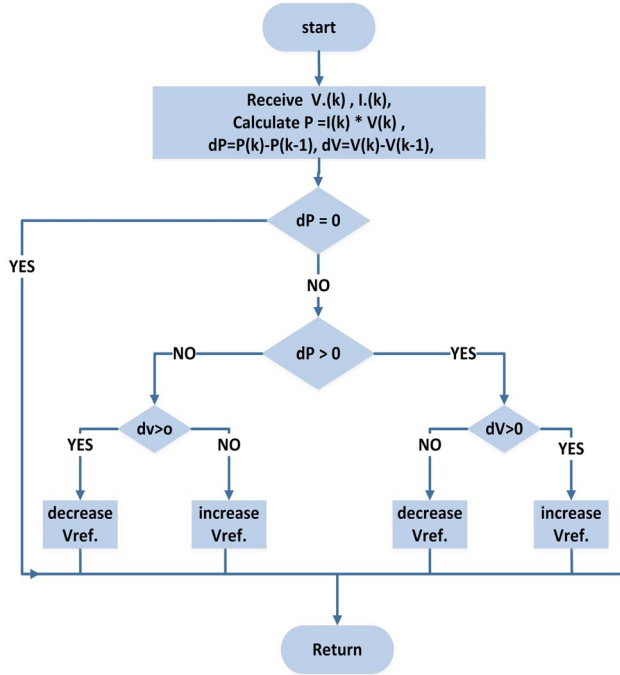 start
Receive V.(k) , I.(k),
Calculate P =I(k) * V(k) ,
dP=P(k)-P(k-1), dV=V(k)-V(k-1),
dP = 0
YES
NO
dP > 0
NO
YES
dv>o
dV>0
YES
NO
NO
YES
decrease
Vref.
increase
Vref.
decrease
Vref.
increase
Vref.
Return